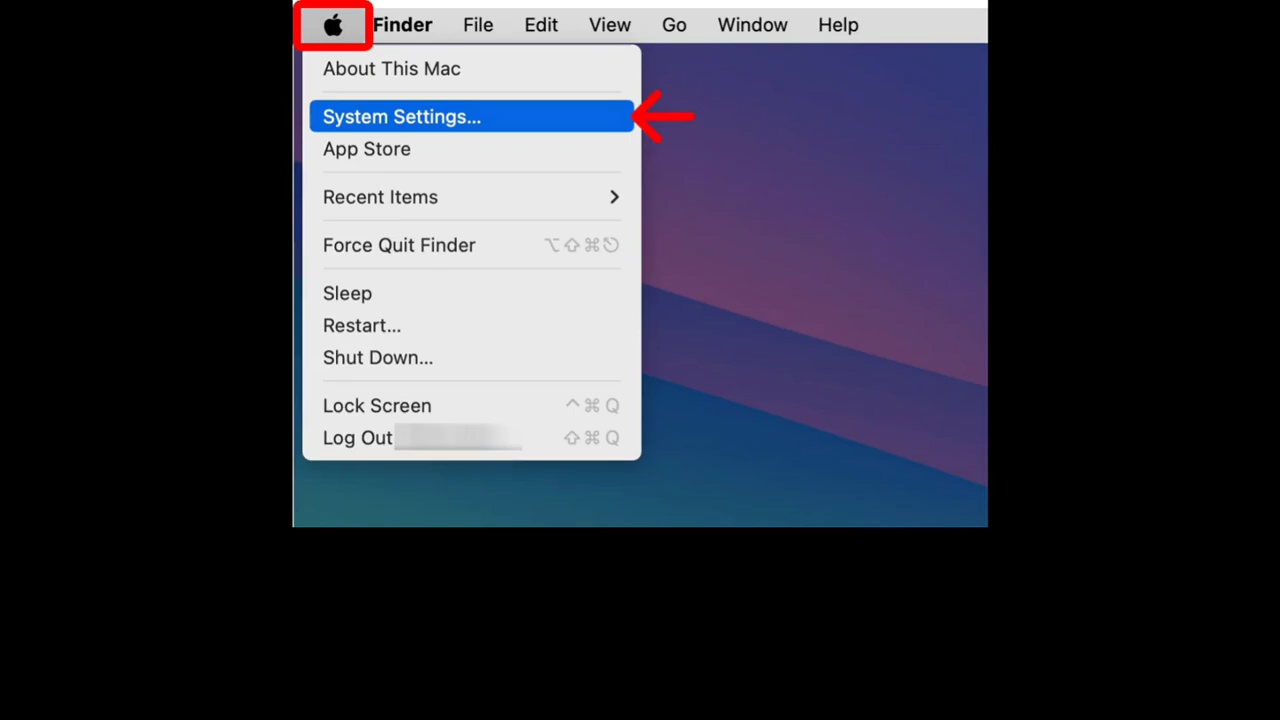 Finder File Edit View Go Window Help
About This Mac
System Settings...
App Store
Recent Items
Force Quit Finder ⌥⇧⌘⎋
Sleep
Restart...
Shut Down...
Lock Screen ^⌘Q
Log Out ⇧⌘Q